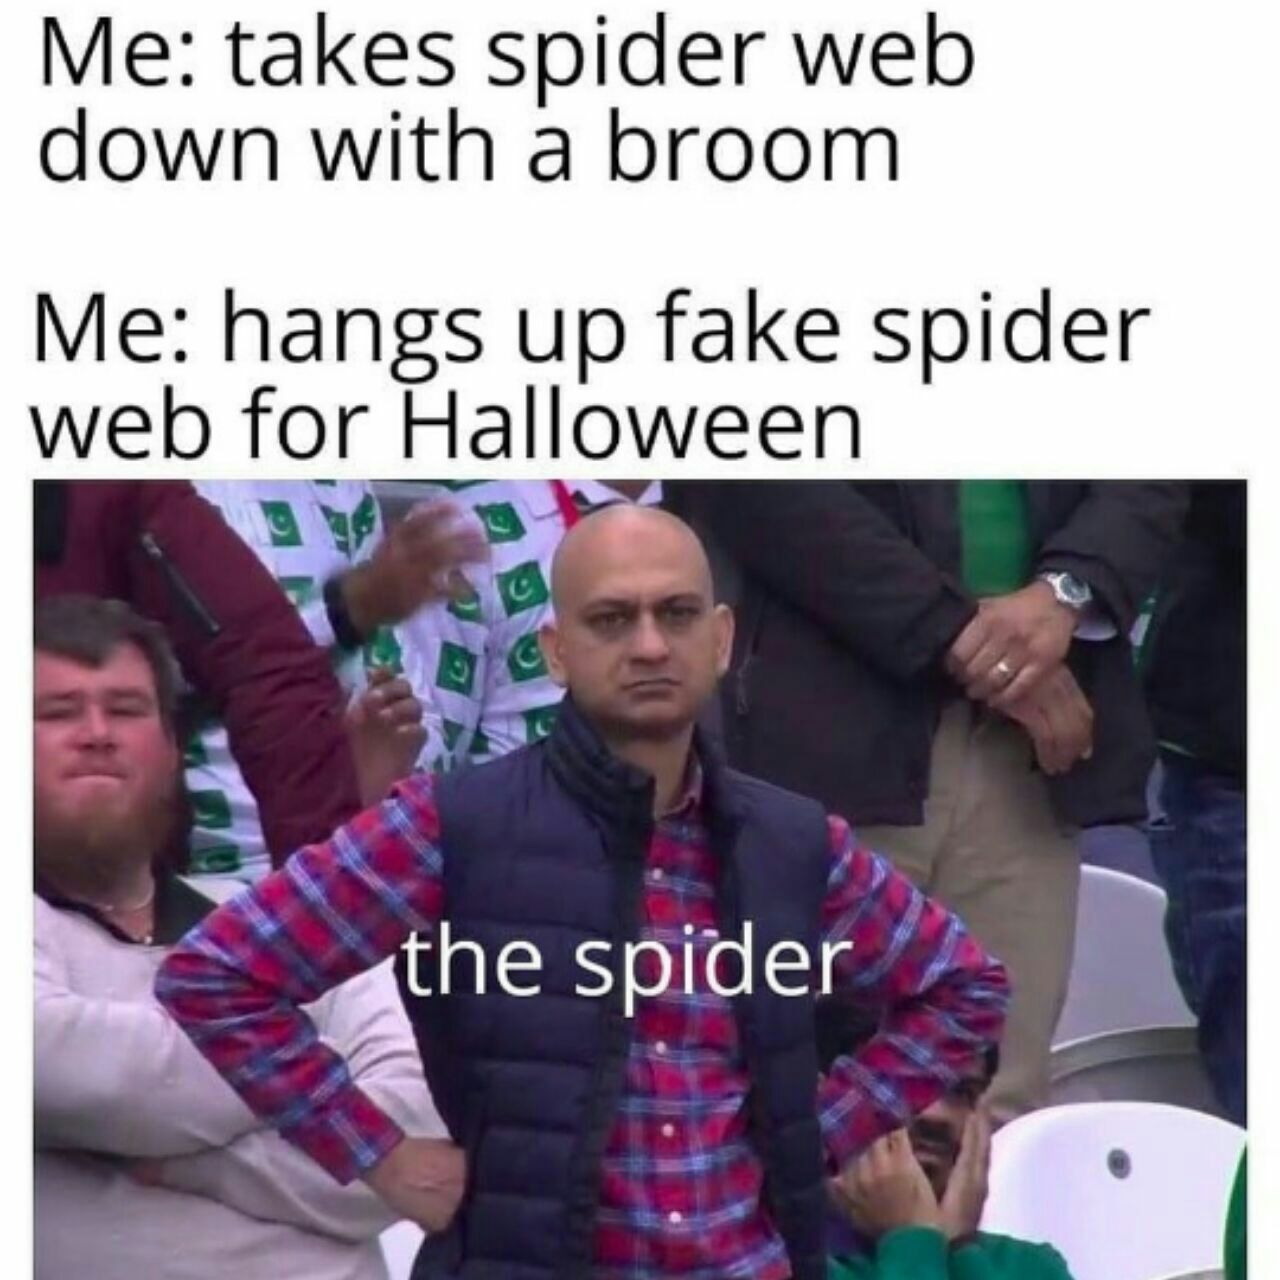 Me: takes spider web
down with a broom
Me: hangs up fake spider
web for Halloween
the spider